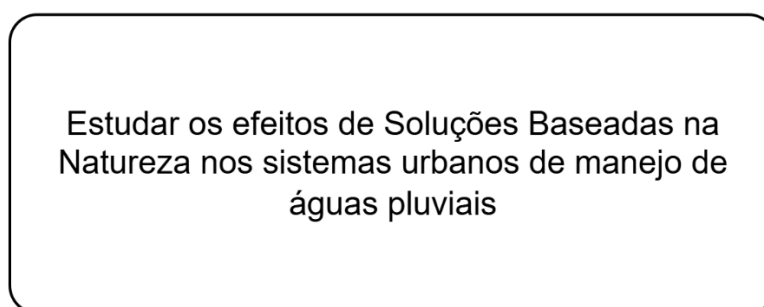 Estudar os efeitos de Soluções Baseadas na
Natureza nos sistemas urbanos de manejo de
águas pluviais